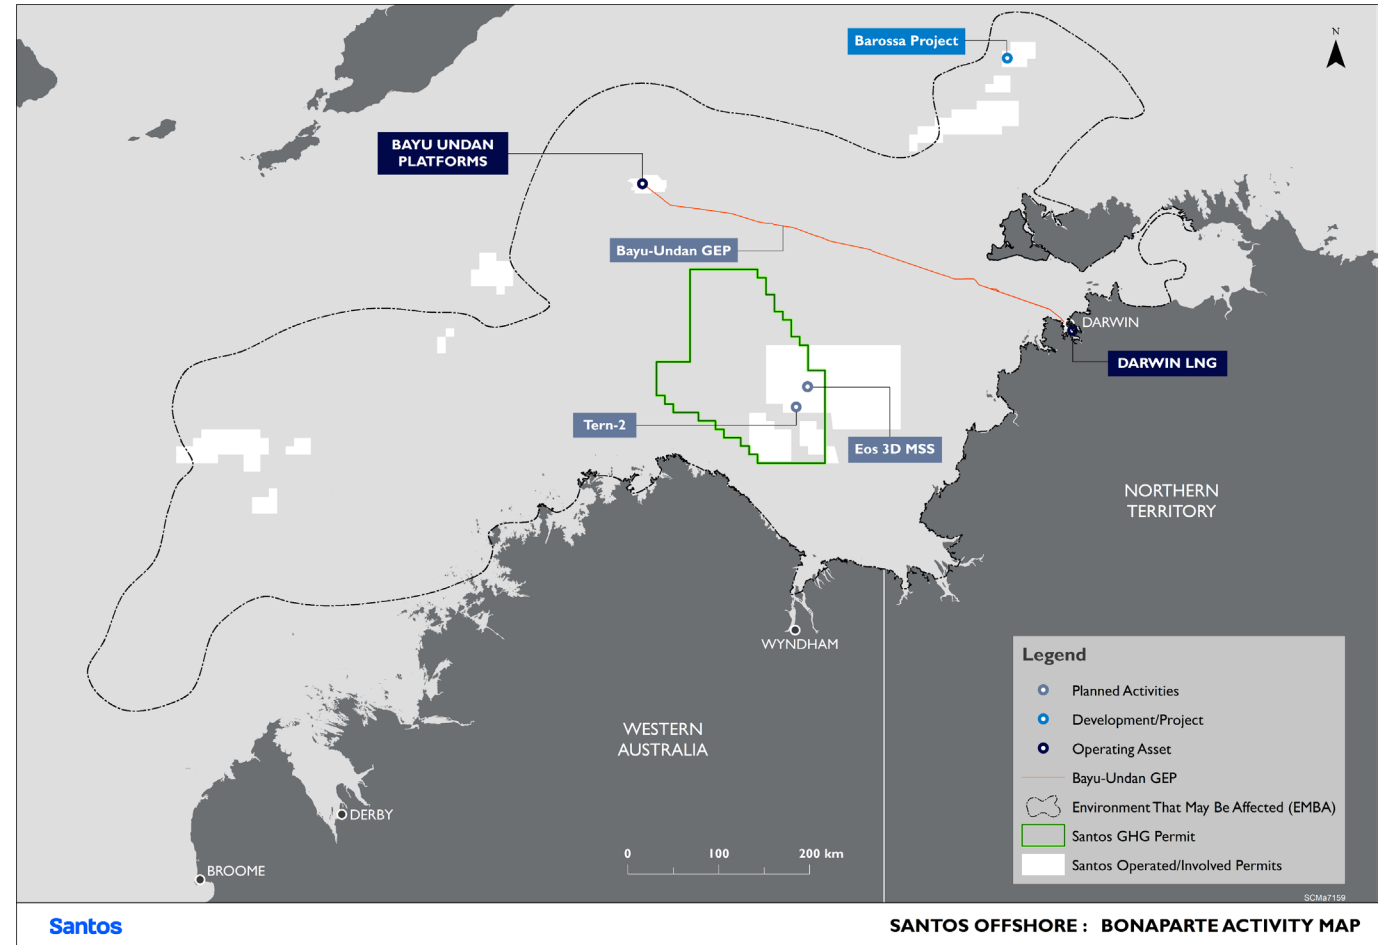 Barossa Project
N
BAYU UNDAN
PLATFORMS
Bayu-Undan GEP
DARWIN
DARWIN LNG
Tern-2
Eos 3D MSS
NORTHERN
TERRITORY
WYNDHAM
WESTERN
AUSTRALIA
DERBY
BROOME
0 100 200 km
Legend
Planned Activities
Development/Project
Operating Asset
Bayu-Undan GEP
Environment That May Be Affected (EMBA)
Santos GHG Permit
Santos Operated/Involved Permits
SCMa7159
Santos
SANTOS OFFSHORE : BONAPARTE ACTIVITY MAP